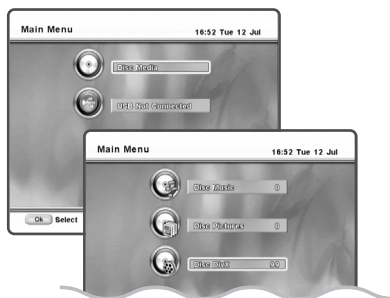 Main Menu 16:52 Tue 12 Jul
Disc Media
USB Not Connected
Ok Select
Main Menu 16:52 Tue 12 Jul
Disc Music 0
Disc Pictures 0
Disc DivX 99